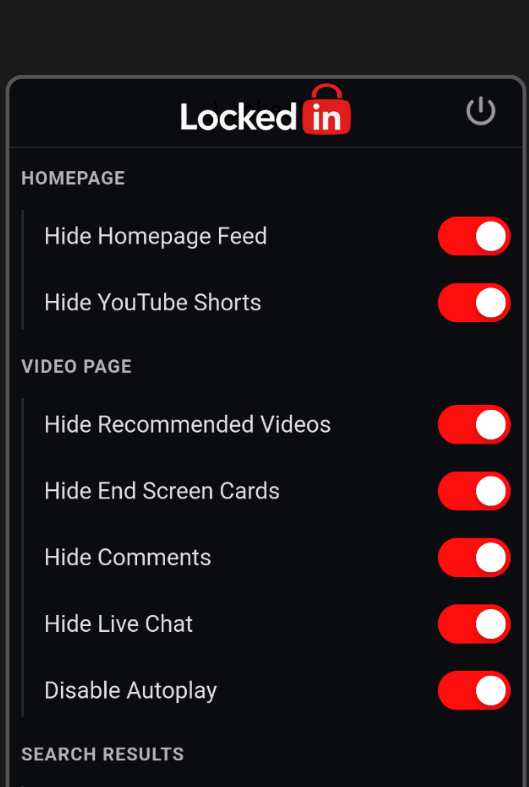 Locked in
HOMEPAGE
Hide Homepage Feed
Hide YouTube Shorts
VIDEO PAGE
Hide Recommended Videos
Hide End Screen Cards
Hide Comments
Hide Live Chat
Disable Autoplay
SEARCH RESULTS